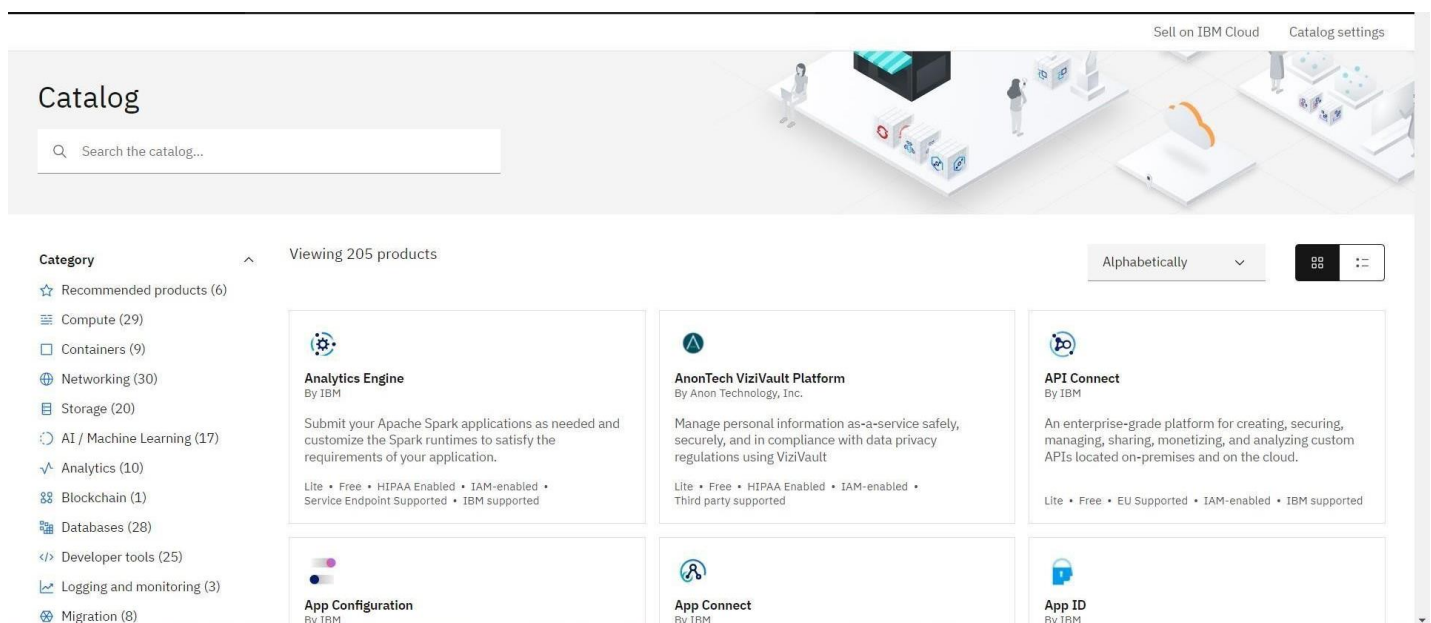 Sell on IBM Cloud
Catalog settings
Catalog
Search the catalog...
Category
Recommended products (6)
Compute (29)
Containers (9)
Networking (30)
Storage (20)
AI / Machine Learning (17)
Analytics (10)
Blockchain (1)
Databases (28)
Developer tools (25)
Logging and monitoring (3)
Migration (8)
Viewing 205 products
Alphabetically
Analytics Engine
By IBM
Submit your Apache Spark applications as needed and
customize the Spark runtimes to satisfy the
requirements of your application.
Lite • Free • HIPAA Enabled • IAM-enabled •
Service Endpoint Supported • IBM supported
AnonTech ViziVault Platform
By Anon Technology, Inc.
Manage personal information as-a-service safely,
securely, and in compliance with data privacy
regulations using ViziVault
Lite • Free • HIPAA Enabled • IAM-enabled •
Third party supported
API Connect
By IBM
An enterprise-grade platform for creating, securing,
managing, sharing, monetizing, and analyzing custom
APIs located on-premises and on the cloud.
Lite • Free • EU Supported • IAM-enabled • IBM supported
App Configuration
By IBM
App Connect
By IBM
App ID
By IBM